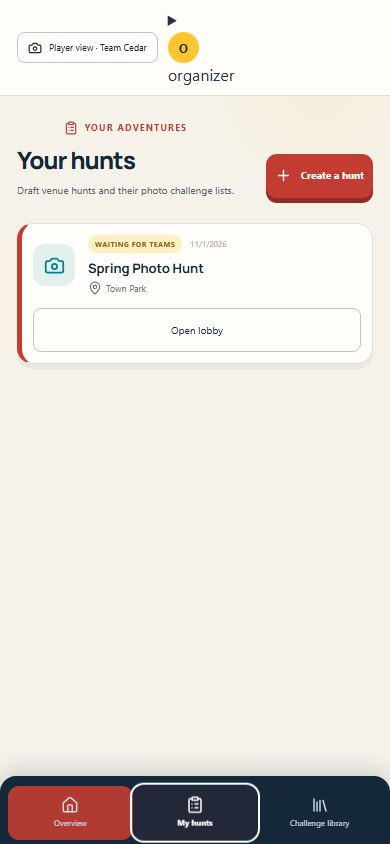 Player view · Team Cedar
o
organizer
YOUR ADVENTURES
Your hunts
Draft venue hunts and their photo challenge lists.
Create a hunt
WAITING FOR TEAMS 11/1/2026
Spring Photo Hunt
Town Park
Open lobby
Overview
My hunts
Challenge library